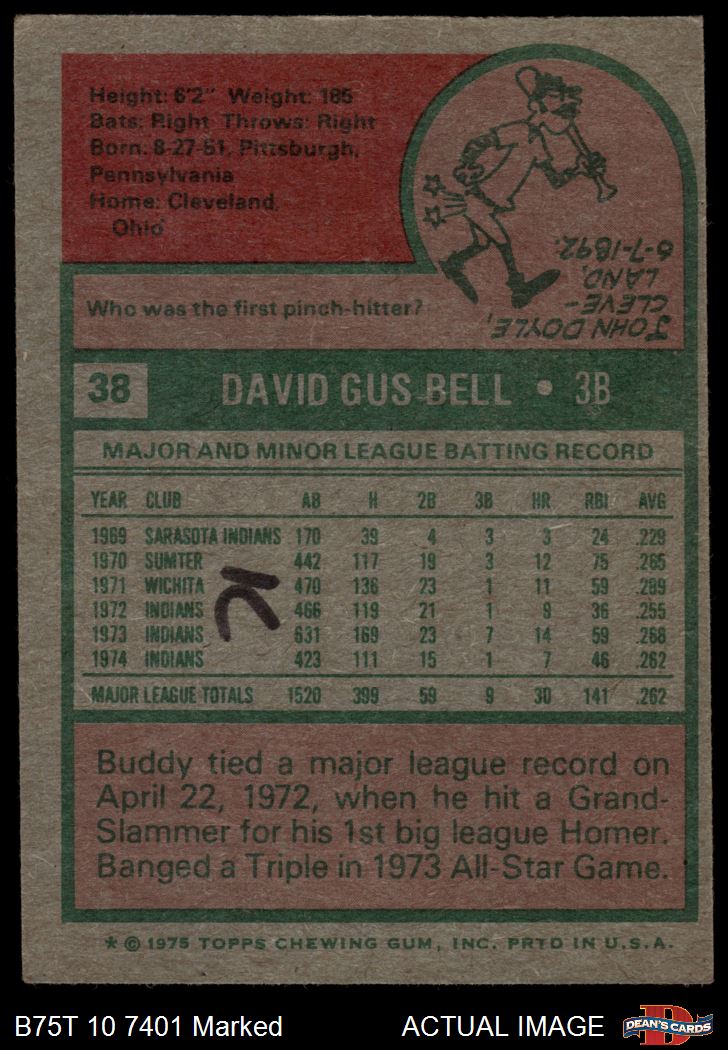 Height: 6'2" Weight: 185
Bats: Right Throws: Right
Born: 8-27-51, Pittsburgh,
Pennsylvania
Home: Cleveland,
Ohio
Who was the first pinch-hitter?
JOHN DOYLE,
CLEVE-
LAND,
6-7-1892.
38 DAVID GUS BELL • 3B
MAJOR AND MINOR LEAGUE BATTING RECORD
YEAR CLUB AB H 2B 3B HR RBI AVG
1969 SARASOTA INDIANS 170 39 4 3 3 24 .229
1970 SUMTER 442 117 19 3 12 75 .265
1971 WICHITA 470 136 23 1 11 59 .289
1972 INDIANS 466 119 21 1 9 36 .255
1973 INDIANS 631 169 23 7 14 59 .268
1974 INDIANS 423 111 15 1 7 46 .262
MAJOR LEAGUE TOTALS 1520 399 59 9 30 141 .262
Buddy tied a major league record on
April 22, 1972, when he hit a Grand-
Slammer for his 1st big league Homer.
Banged a Triple in 1973 All-Star Game.
* © 1975 TOPPS CHEWING GUM, INC. PRTD IN U.S.A.
B75T 10 7401 Marked ACTUAL IMAGE DEAN'S CARDS